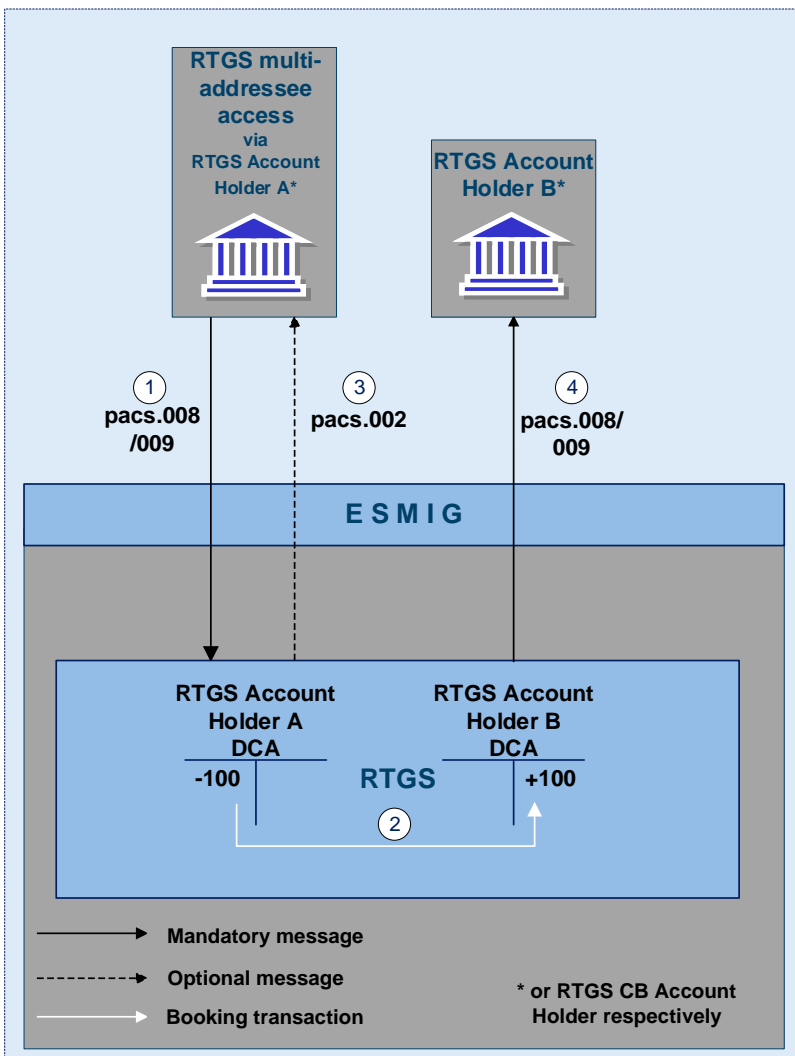 RTGS multi-
addressee
access
via
RTGS Account
Holder A*
RTGS Account
Holder B*
1
pacs.008
/009
3
pacs.002
4
pacs.008/
009
E S M I G
RTGS Account
Holder A
DCA
-100
RTGS Account
Holder B
DCA
+100
RTGS
2
Mandatory message
Optional message
Booking transaction
* or RTGS CB Account
Holder respectively